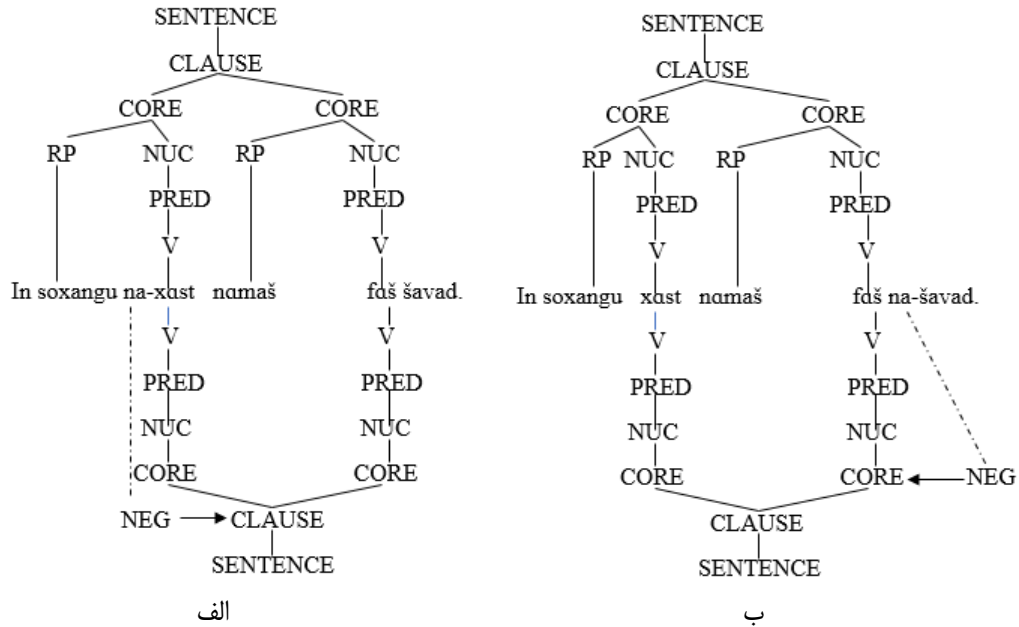 SENTENCE SENTENCE
CLAUSE CLAUSE
CORE CORE CORE CORE
RP NUC RP NUC RP NUC RP NUC
PRED PRED PRED PRED
V V V V
In soxangu na-xɑst nɑmaš fɑš šavad. In soxangu xɑst nɑmaš fɑš na-šavad.
V V V V
PRED PRED PRED PRED
NUC NUC NUC NUC
CORE CORE CORE CORE NEG
NEG CLAUSE CLAUSE
SENTENCE SENTENCE
الف ب